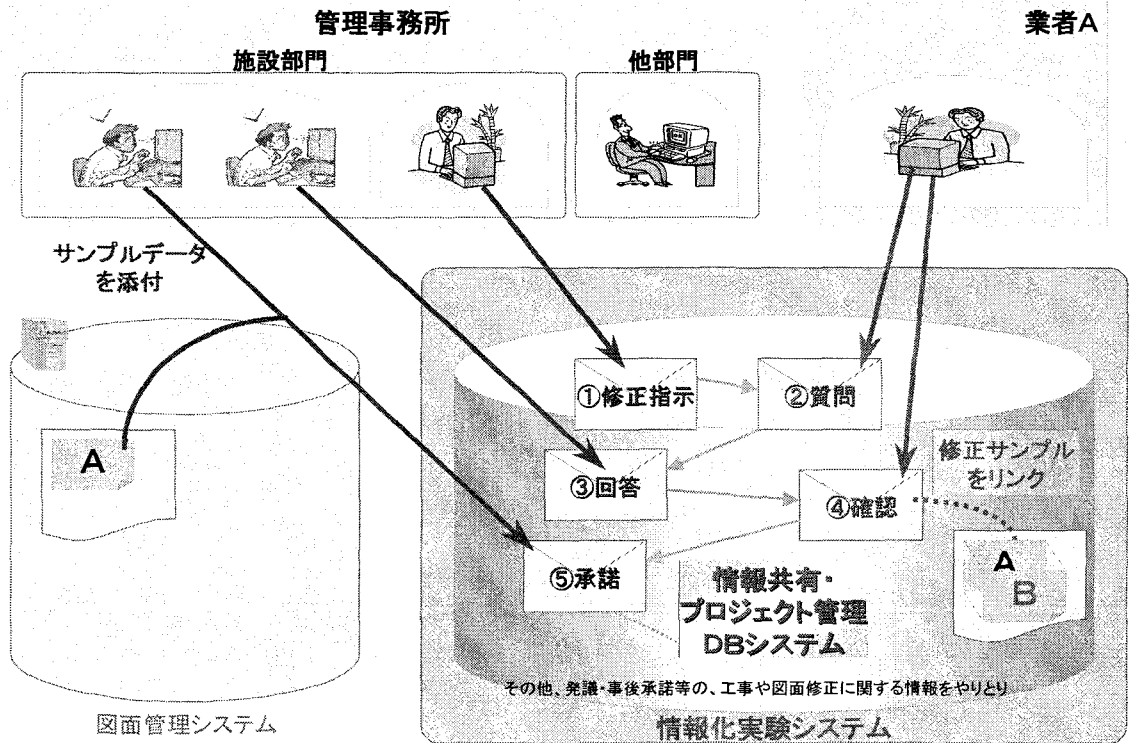 管理事務所
業者A
施設部門
他部門
サンプルデータ
を添付
①修正指示
②質問
A
③回答
④確認
修正サンプル
をリンク
⑤承諾
情報共有・
プロジェクト管理
DBシステム
A
B
その他、発議・事後承諾等の、工事や図面修正に関する情報をやりとり
図面管理システム
情報化実験システム